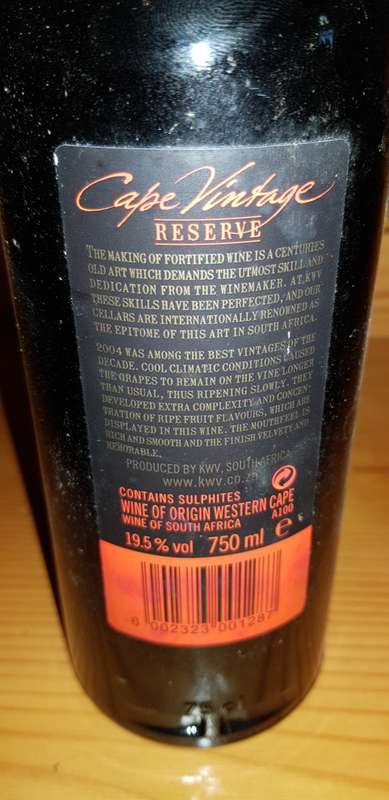 Cape Vintage
RESERVE
THE MAKING OF FORTIFIED WINE IS A CENTURIES
OLD ART WHICH DEMANDS THE UTMOST SKILL AND
DEDICATION FROM THE WINEMAKER. AT KWV
THESE SKILLS HAVE BEEN PERFECTED, AND OUR
CELLARS ARE INTERNATIONALLY RENOWNED AS
THE EPITOME OF THIS ART IN SOUTH AFRICA.
2004 WAS AMONG THE BEST VINTAGES OF THE
DECADE. COOL CLIMATIC CONDITIONS CAUSED
THE GRAPES TO REMAIN ON THE VINE LONGER
THAN USUAL, THUS RIPENING SLOWLY. THEY
DEVELOPED EXTRA COMPLEXITY AND CONCEN-
TRATION OF RIPE FRUIT FLAVOURS, WHICH ARE
DISPLAYED IN THIS WINE. THE MOUTHFEEL IS
RICH AND SMOOTH AND THE FINISH VELVETY AND
MEMORABLE.
PRODUCED BY KWV, SOUTH AFRICA
www.kwv.co.za
CONTAINS SULPHITES
WINE OF ORIGIN WESTERN CAPE
WINE OF SOUTH AFRICA A100
19.5% vol 750 ml e
6 002323 001287
75 cl